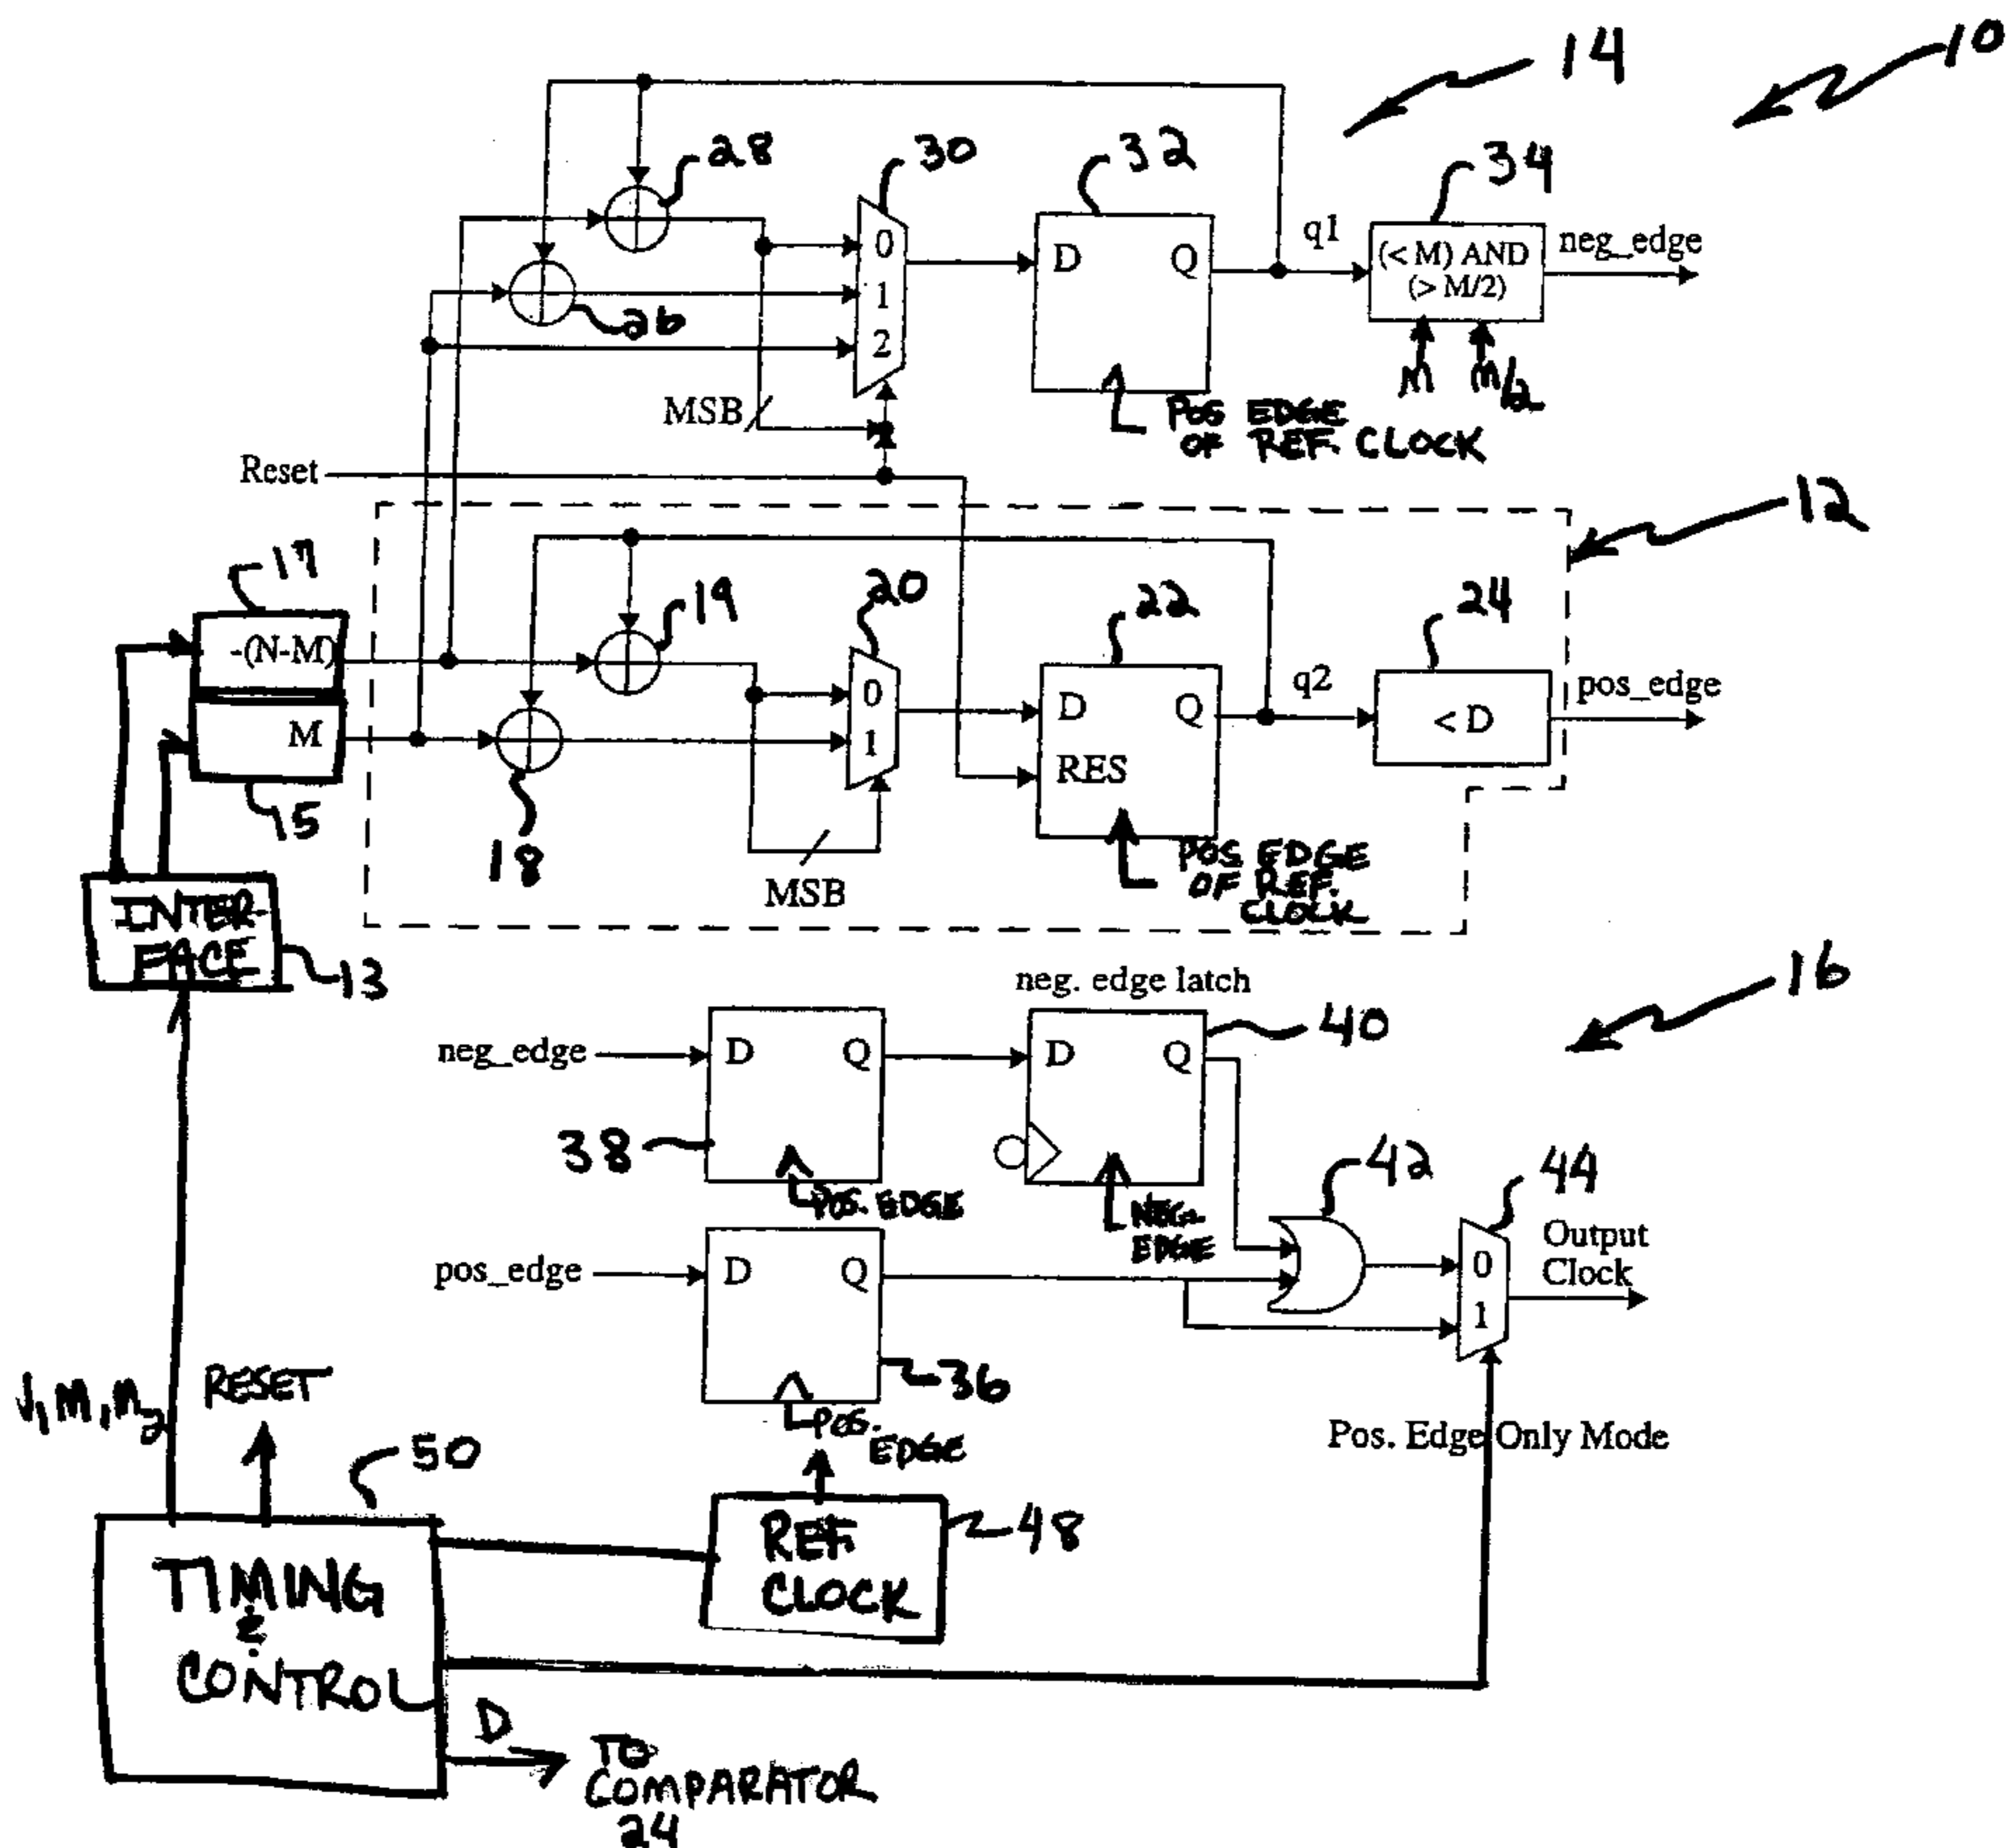 14
10
28
30
32
34
0
1
2
D
Q
q1
(< M) AND
(> M/2)
neg_edge
26
M
M/2
MSB
POS EDGE
OF REF. CLOCK
Reset
12
17
-(N-M)
M
15
19
18
20
0
1
MSB
22
D
Q
RES
POS EDGE
OF REF.
CLOCK
q2
24
< D
pos_edge
INTER-
FACE
13
16
neg. edge latch
neg_edge
D
Q
38
POS. EDGE
D
Q
40
NEG.
EDGE
pos_edge
D
Q
36
POS.
EDGE
42
44
0
1
Output
Clock
Pos. Edge Only Mode
RESET
50
TIMING
&
CONTROL
REF
CLOCK
48
D
TO
COMPARATOR
24